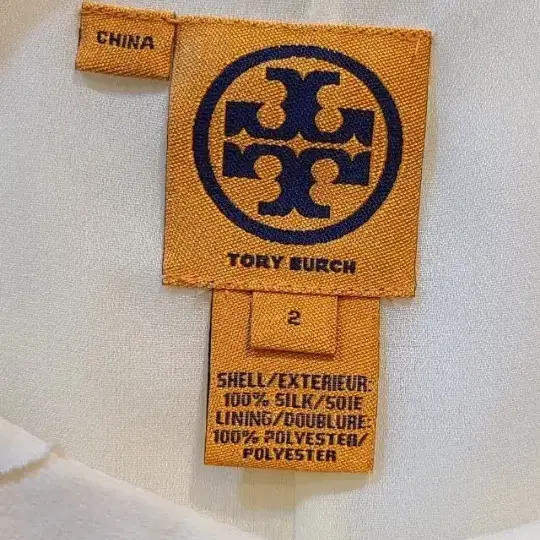 CHINA
TORY BURCH
2
SHELL/EXTERIEUR:
100% SILK/SOIE
LINING/DOUBLURE:
100% POLYESTER/
POLYESTER